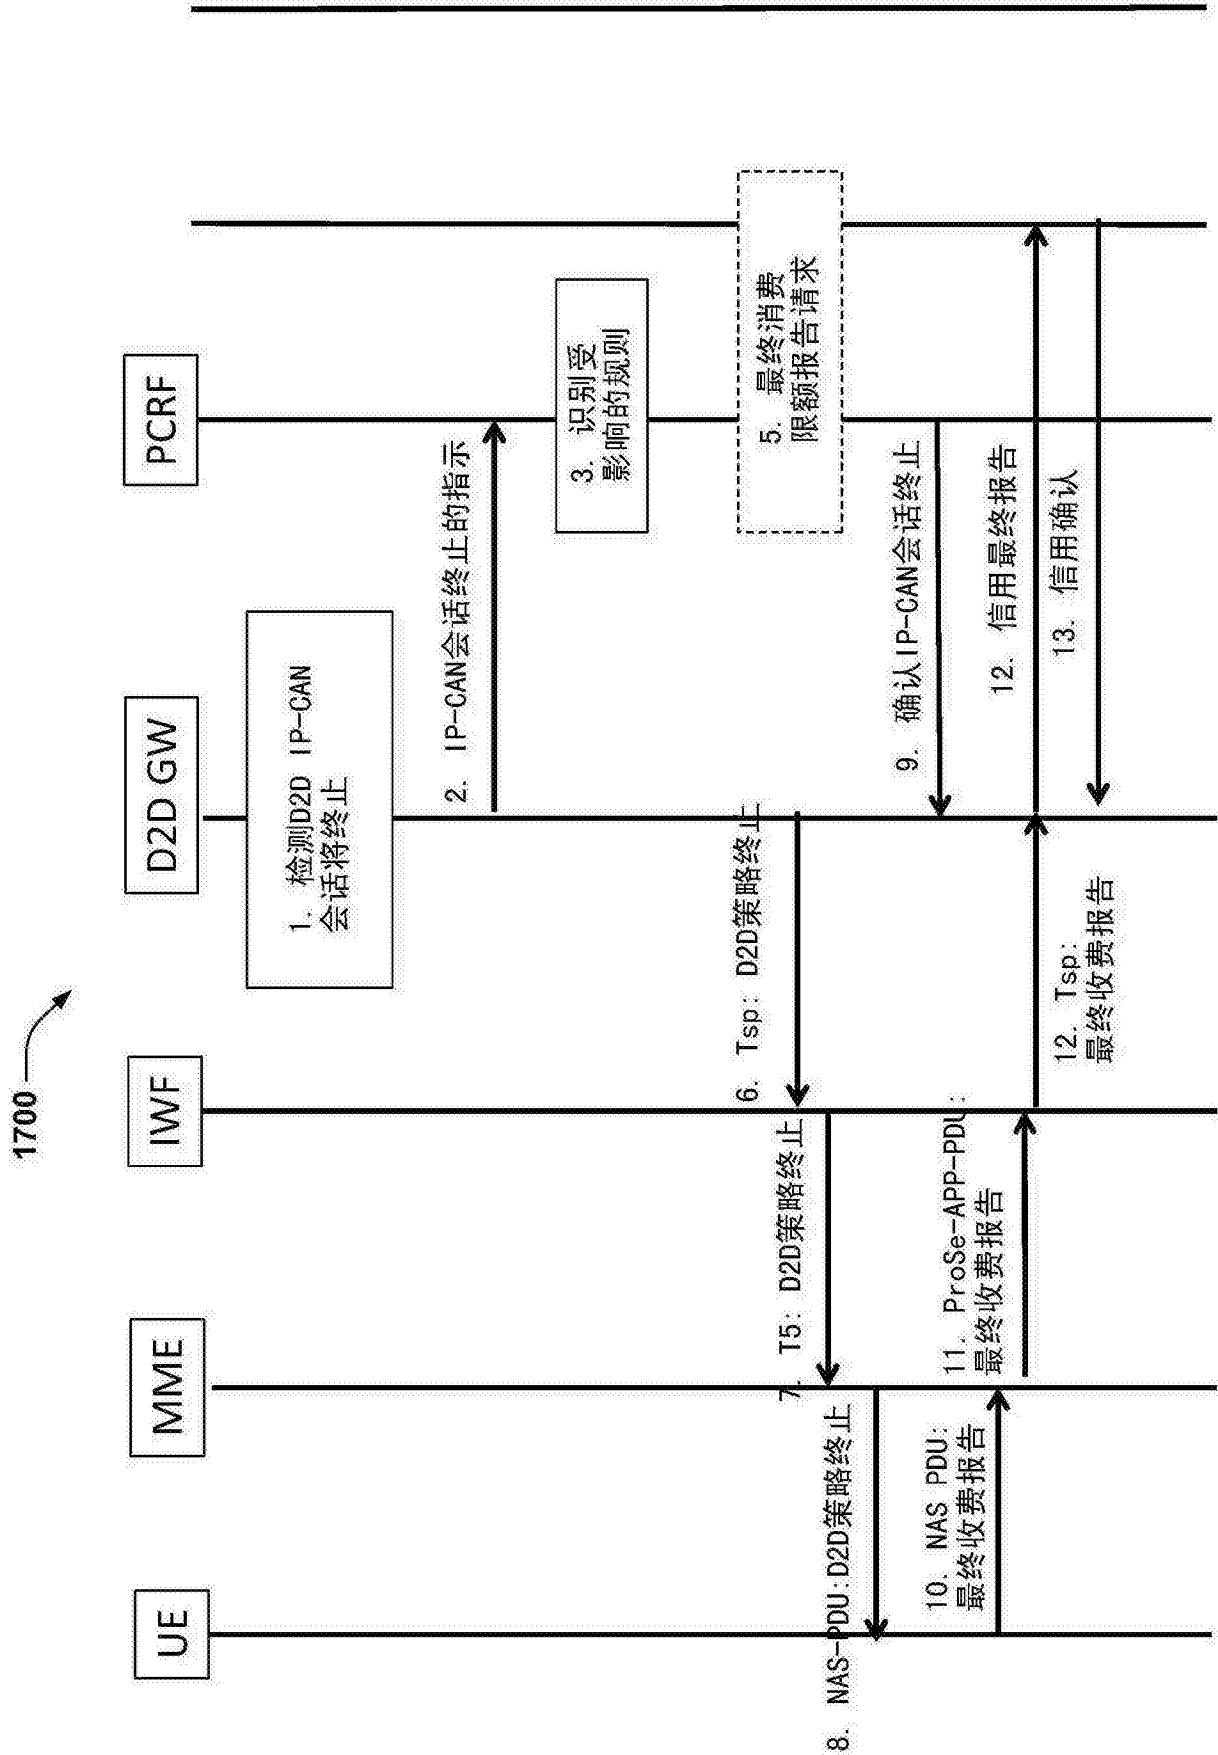 1700
UE
MME
IWF
D2D GW
PCRF
1. 检测D2D IP-CAN
会话将终止
2. IP-CAN会话终止的指示
3. 识别受
影响的规则
5. 最终消费
限额报告请求
6. Tsp: D2D策略终止
7. T5: D2D策略终止
8. NAS-PDU:D2D策略终止
9. 确认IP-CAN会话终止
10. NAS PDU:
最终收费报告
11. ProSe-APP-PDU:
最终收费报告
12. Tsp:
最终收费报告
12. 信用最终报告
13. 信用确认